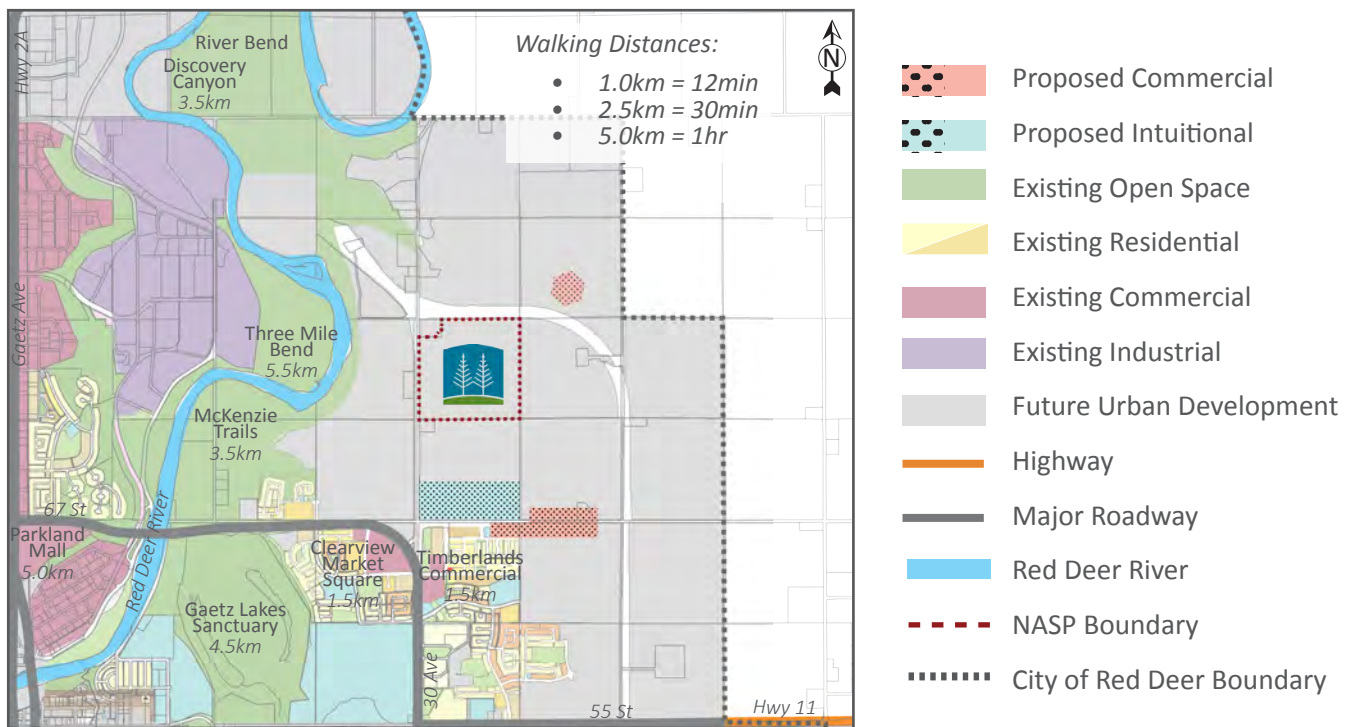 Hwy 2A
River Bend
Discovery
Canyon
3.5km
Walking Distances:
• 1.0km = 12min
• 2.5km = 30min
• 5.0km = 1hr
N
Gaetz Ave
Three Mile
Bend
5.5km
McKenzie
Trails
3.5km
67 St
Parkland
Mall
5.0km
Red Deer River
Clearview
Market
Square
1.5km
Timberlands
Commercial
1.5km
Gaetz Lakes
Sanctuary
4.5km
30 Ave
55 St
Hwy 11
Proposed Commercial
Proposed Intuitional
Existing Open Space
Existing Residential
Existing Commercial
Existing Industrial
Future Urban Development
Highway
Major Roadway
Red Deer River
NASP Boundary
City of Red Deer Boundary